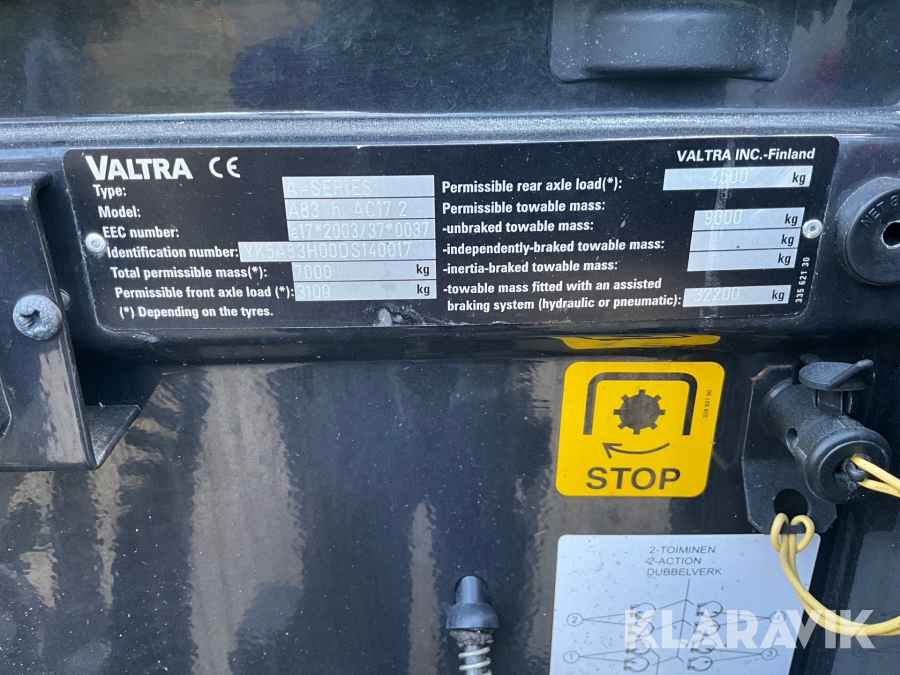 VALTRA CE
Type: A-SERIES
Model: A83 h AC17.2
EEC number: e17*2003/37*0037
Identification number: YK5A83H00DS140017
Total permissible mass(*): 7000 kg
Permissible front axle load (*): 3100 kg
(*) Depending on the tyres.
VALTRA INC.-Finland
Permissible rear axle load(*): 4500 kg
Permissible towable mass:
-unbraked towable mass: 9000 kg
-independently-braked towable mass: kg
-inertia-braked towable mass: kg
-towable mass fitted with an assisted
braking system (hydraulic or pneumatic): 32200 kg
335 621 30
STOP
2-TOIMINEN
2-ACTION
DUBBELVERK
2
1
3
KLARAVIK